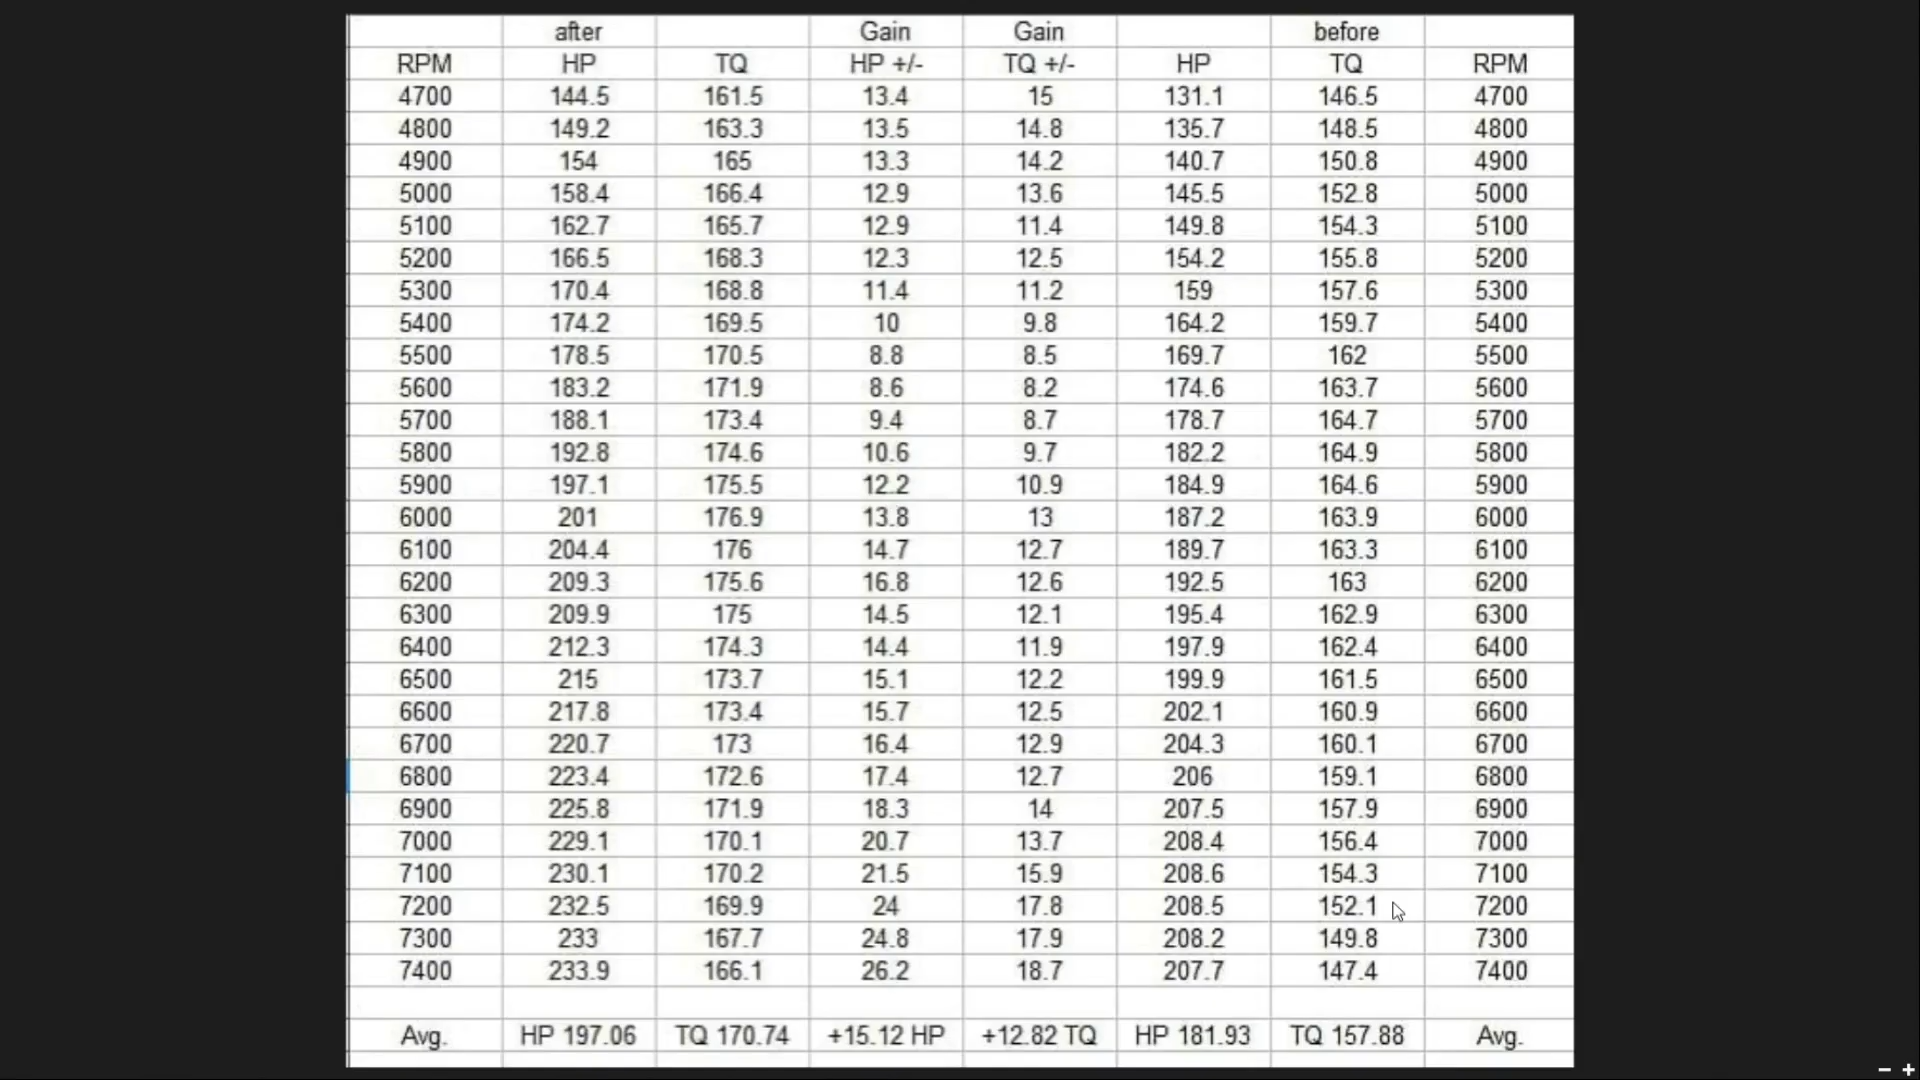 after Gain Gain before
RPM HP TQ HP +/- TQ +/- HP TQ RPM
4700 144.5 161.5 13.4 15 131.1 146.5 4700
4800 149.2 163.3 13.5 14.8 135.7 148.5 4800
4900 154 165 13.3 14.2 140.7 150.8 4900
5000 158.4 166.4 12.9 13.6 145.5 152.8 5000
5100 162.7 165.7 12.9 11.4 149.8 154.3 5100
5200 166.5 168.3 12.3 12.5 154.2 155.8 5200
5300 170.4 168.8 11.4 11.2 159 157.6 5300
5400 174.2 169.5 10 9.8 164.2 159.7 5400
5500 178.5 170.5 8.8 8.5 169.7 162 5500
5600 183.2 171.9 8.6 8.2 174.6 163.7 5600
5700 188.1 173.4 9.4 8.7 178.7 164.7 5700
5800 192.8 174.6 10.6 9.7 182.2 164.9 5800
5900 197.1 175.5 12.2 10.9 184.9 164.6 5900
6000 201 176.9 13.8 13 187.2 163.9 6000
6100 204.4 176 14.7 12.7 189.7 163.3 6100
6200 209.3 175.6 16.8 12.6 192.5 163 6200
6300 209.9 175 14.5 12.1 195.4 162.9 6300
6400 212.3 174.3 14.4 11.9 197.9 162.4 6400
6500 215 173.7 15.1 12.2 199.9 161.5 6500
6600 217.8 173.4 15.7 12.5 202.1 160.9 6600
6700 220.7 173 16.4 12.9 204.3 160.1 6700
6800 223.4 172.6 17.4 12.7 206 159.1 6800
6900 225.8 171.9 18.3 14 207.5 157.9 6900
7000 229.1 170.1 20.7 13.7 208.4 156.4 7000
7100 230.1 170.2 21.5 15.9 208.6 154.3 7100
7200 232.5 169.9 24 17.8 208.5 152.1 7200
7300 233 167.7 24.8 17.9 208.2 149.8 7300
7400 233.9 166.1 26.2 18.7 207.7 147.4 7400
Avg. HP 197.06 TQ 170.74 +15.12 HP +12.82 TQ HP 181.93 TQ 157.88 Avg.
− +